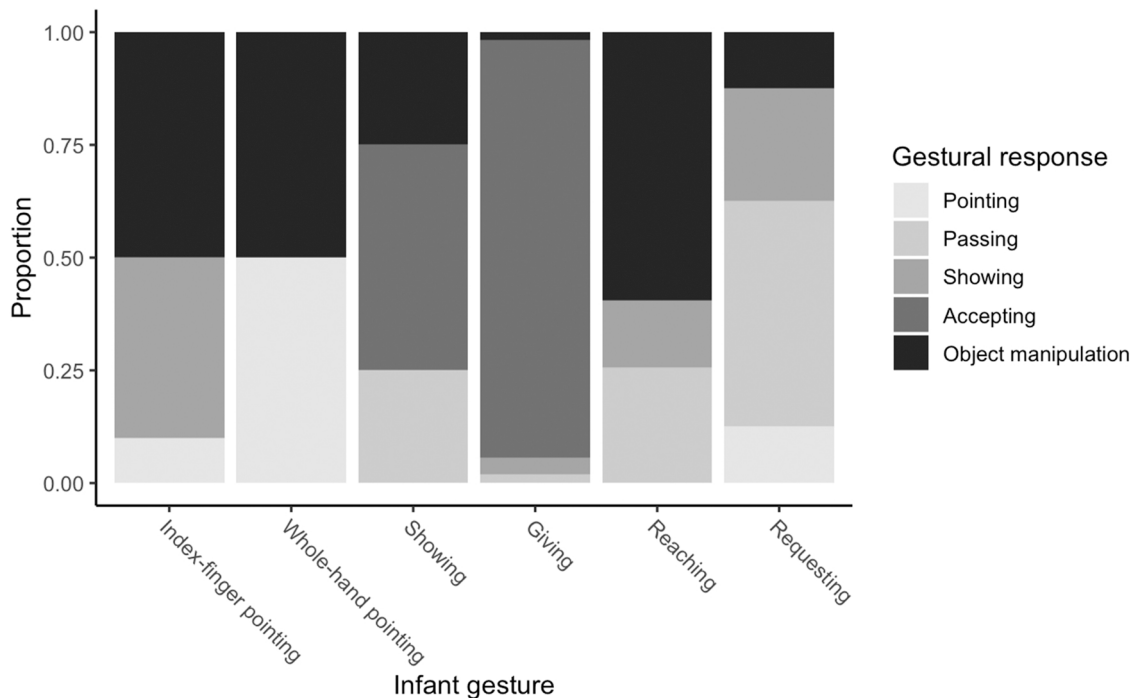 1.00
0.75
0.50
0.25
0.00
Proportion
Index-finger pointing
Whole-hand pointing
Showing
Giving
Reaching
Requesting
Infant gesture
Gestural response
Pointing
Passing
Showing
Accepting
Object manipulation